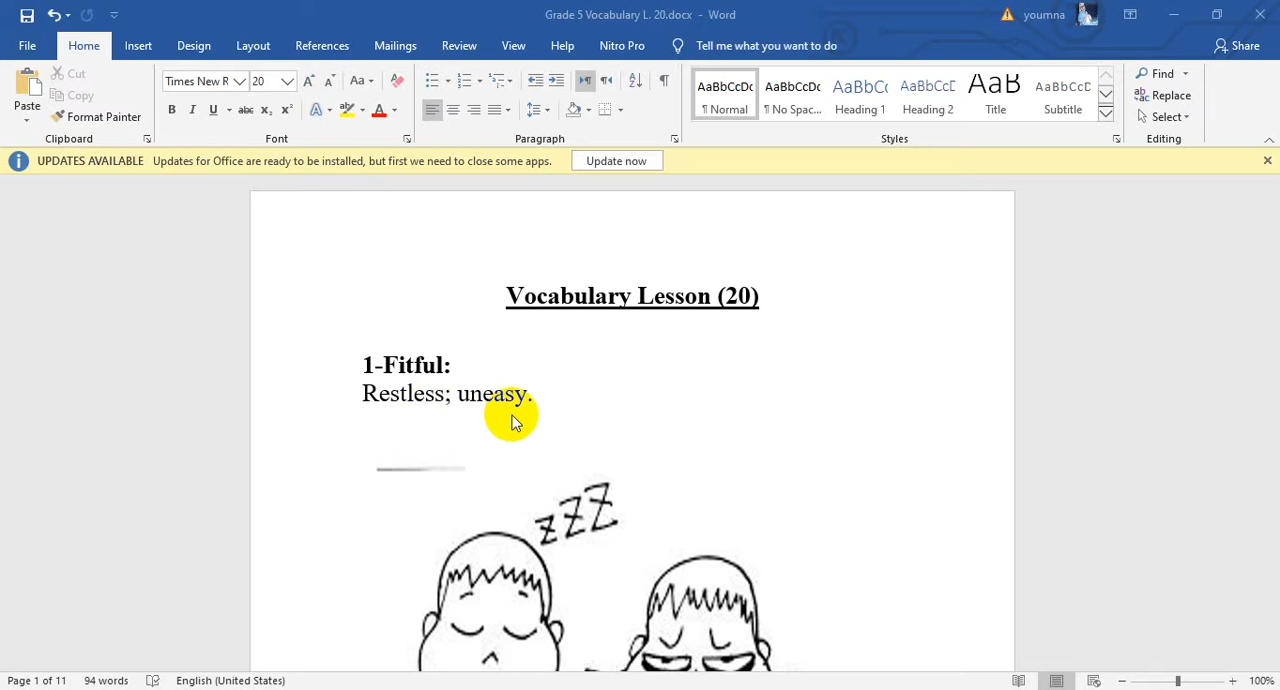 Grade 5 Vocabulary L. 20.docx - Word
youmna
File Home Insert Design Layout References Mailings Review View Help Nitro Pro Tell me what you want to do Share
Paste
Cut
Copy
Format Painter
Clipboard
Times New R 20
Font
Paragraph
AaBbCcDc AaBbCcDc AaBbCc AaBbCcD AaB AaBbCcD
¶ Normal ¶ No Spac... Heading 1 Heading 2 Title Subtitle
Styles
Find
Replace
Select
Editing
UPDATES AVAILABLE Updates for Office are ready to be installed, but first we need to close some apps. Update now
Vocabulary Lesson (20)
1-Fitful:
Restless; uneasy.
zZZ
Page 1 of 11 94 words English (United States) 100%